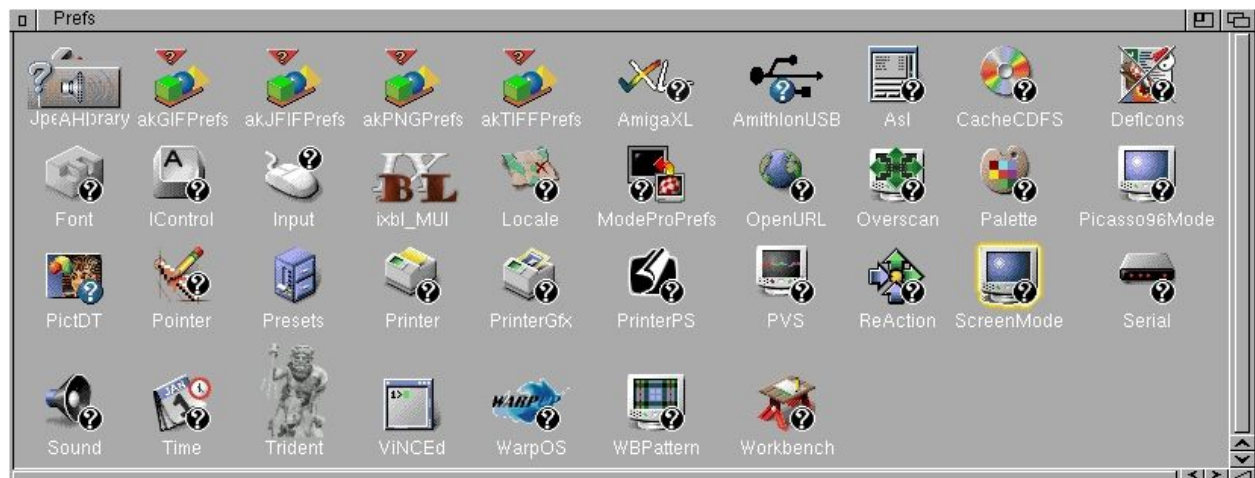 Prefs
akGIFPrefs akJFIFPrefs akPNGPrefs akTIFFPrefs AmigaXL AmithlonUSB Asl CacheCDFS DefIcons
Font IControl Input ixbl_MUI Locale ModeProPrefs OpenURL Overscan Palette Picasso96Mode
PictDT Pointer Presets Printer PrinterGfx PrinterPS PVS ReAction ScreenMode Serial
Sound Time Trident ViNCEd WarpOS WBPattern Workbench